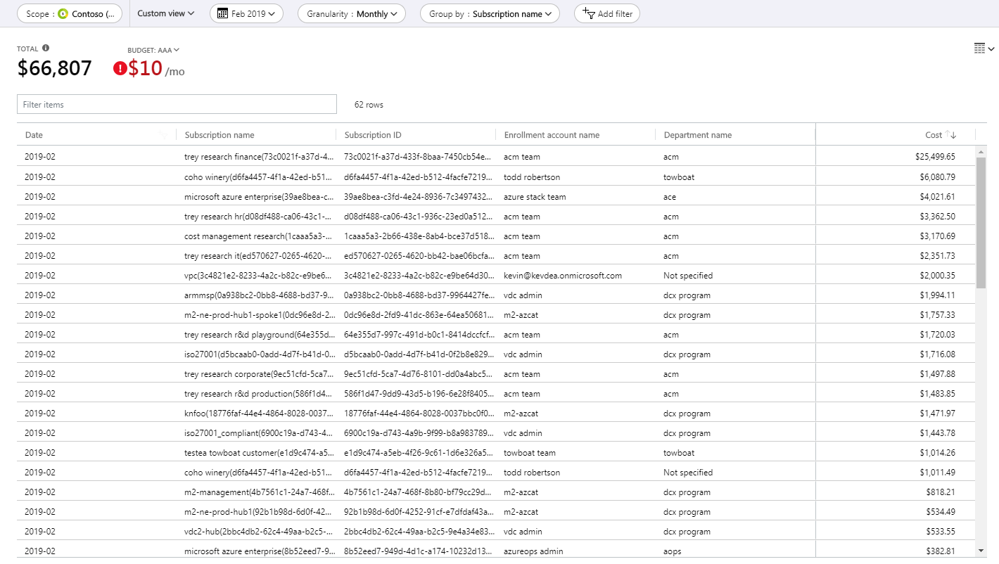 Scope : Contoso (... Custom view Feb 2019 Granularity : Monthly Group by : Subscription name Add filter
TOTAL BUDGET: AAA
$66,807 $10 /mo
Filter items 62 rows
Date Subscription name Subscription ID Enrollment account name Department name Cost
2019-02 trey research finance(73c0021f-a37d-4... 73c0021f-a37d-433f-8baa-7450cb54e... acm team acm $25,499.65
2019-02 coho winery(d6fa4457-4f1a-42ed-b51... d6fa4457-4f1a-42ed-b512-4facfe7219... todd robertson towboat $6,080.79
2019-02 microsoft azure enterprise(39ae8bea-c... 39ae8bea-c3fd-4e24-8936-7c3497432... azure stack team ace $4,021.61
2019-02 trey research hr(d08df488-ca06-43c1-... d08df488-ca06-43c1-936c-23ed0a512... acm team acm $3,362.50
2019-02 cost management research(1caaa5a3-... 1caaa5a3-2b66-438e-8ab4-bce37d518... acm team acm $3,170.69
2019-02 trey research it(ed570627-0265-4620-... ed570627-0265-4620-bb42-bae06bcfa... acm team acm $2,351.73
2019-02 vpc(3c4821e2-8233-4a2c-b82c-e9be6... 3c4821e2-8233-4a2c-b82c-e9be64d30... kevin@kevdea.onmicrosoft.com Not specified $2,000.35
2019-02 armmsp(0a938bc2-0bb8-4688-bd37-9... 0a938bc2-0bb8-4688-bd37-9964427fe... vdc admin dcx program $1,994.11
2019-02 m2-ne-prod-hub1-spoke1(0dc96e8d-2... 0dc96e8d-2fd9-41dc-863e-64ea50681... m2-azcat dcx program $1,757.33
2019-02 trey research r&d playground(64e355d... 64e355d7-997c-491d-b0c1-8414dccfcf... acm team acm $1,720.03
2019-02 iso27001(d5bcaab0-0add-4d7f-b41d-0... d5bcaab0-0add-4d7f-b41d-0f2b8e829... vdc admin dcx program $1,716.08
2019-02 trey research corporate(9ec51cfd-5ca7... 9ec51cfd-5ca7-4d76-8101-dd0a4abc5... acm team acm $1,497.88
2019-02 trey research r&d production(586f1d4... 586f1d47-9dd9-43d5-b196-6e28f8405... acm team acm $1,483.85
2019-02 knfoo(18776faf-44e4-4864-8028-0037... 18776faf-44e4-4864-8028-0037bbc0f0... m2-azcat dcx program $1,471.97
2019-02 iso27001_compliant(6900c19a-d743-4... 6900c19a-d743-4a9b-9f99-b8a983789... vdc admin dcx program $1,443.78
2019-02 testea towboat customer(e1d9c474-a5... e1d9c474-a5eb-4f26-9c61-1d6e326a5... towboat team towboat $1,014.26
2019-02 coho winery(d6fa4457-4f1a-42ed-b51... d6fa4457-4f1a-42ed-b512-4facfe7219... todd robertson Not specified $1,011.49
2019-02 m2-management(4b7561c1-24a7-468f... 4b7561c1-24a7-468f-8b80-bf79cc29d... m2-azcat dcx program $818.21
2019-02 m2-ne-prod-hub1(92b1b98d-6d0f-42... 92b1b98d-6d0f-4252-91cf-e7dfdaf43a... m2-azcat dcx program $534.49
2019-02 vdc2-hub(2bbc4db2-62c4-49aa-b2c5-... 2bbc4db2-62c4-49aa-b2c5-9e4a34e83... vdc admin dcx program $533.55
2019-02 microsoft azure enterprise(8b52eed7-9... 8b52eed7-949d-4d1c-a174-10232d13... azureops admin aops $382.81